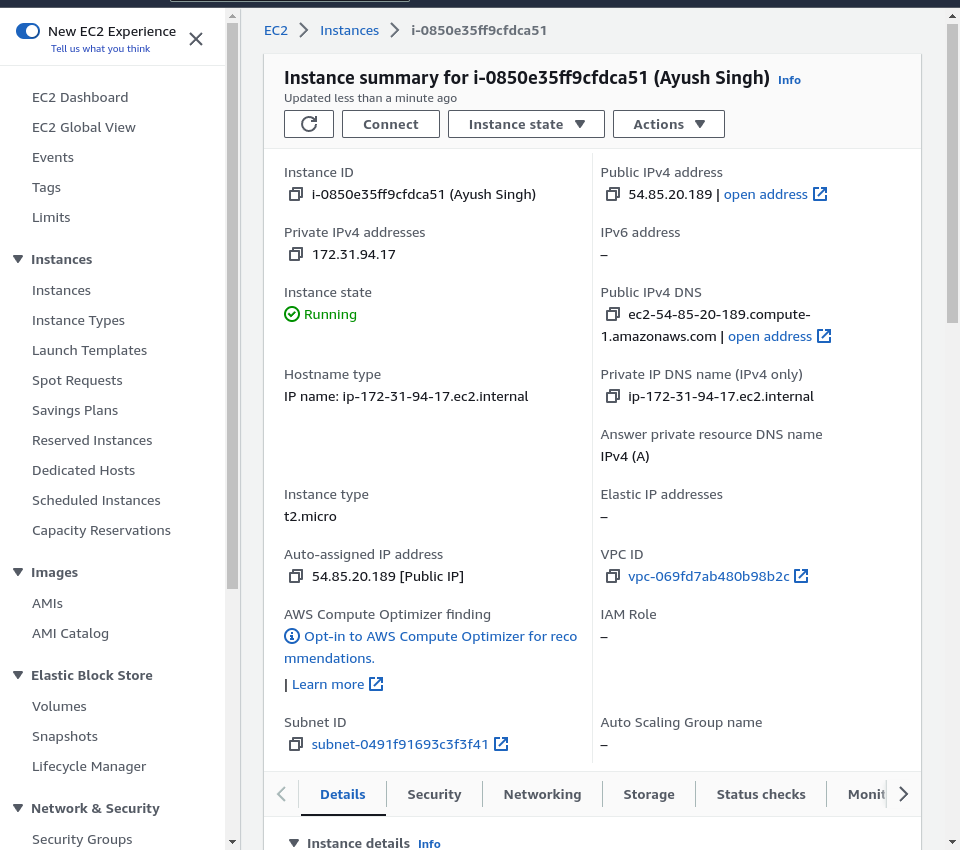 New EC2 Experience
Tell us what you think
EC2 Dashboard
EC2 Global View
Events
Tags
Limits
Instances
Instances
Instance Types
Launch Templates
Spot Requests
Savings Plans
Reserved Instances
Dedicated Hosts
Scheduled Instances
Capacity Reservations
Images
AMIs
AMI Catalog
Elastic Block Store
Volumes
Snapshots
Lifecycle Manager
Network & Security
Security Groups
EC2 Instances i-0850e35ff9cfdca51
Instance summary for i-0850e35ff9cfdca51 (Ayush Singh) Info
Updated less than a minute ago
Connect Instance state Actions
Instance ID
i-0850e35ff9cfdca51 (Ayush Singh)
Public IPv4 address
54.85.20.189 | open address
Private IPv4 addresses
172.31.94.17
IPv6 address
–
Instance state
Running
Public IPv4 DNS
ec2-54-85-20-189.compute-
1.amazonaws.com | open address
Hostname type
IP name: ip-172-31-94-17.ec2.internal
Private IP DNS name (IPv4 only)
ip-172-31-94-17.ec2.internal
Answer private resource DNS name
IPv4 (A)
Instance type
t2.micro
Elastic IP addresses
–
Auto-assigned IP address
54.85.20.189 [Public IP]
VPC ID
vpc-069fd7ab480b98b2c
AWS Compute Optimizer finding
Opt-in to AWS Compute Optimizer for reco
mmendations.
| Learn more
IAM Role
–
Subnet ID
subnet-0491f91693c3f3f41
Auto Scaling Group name
–
Details Security Networking Storage Status checks Monit
Instance details Info